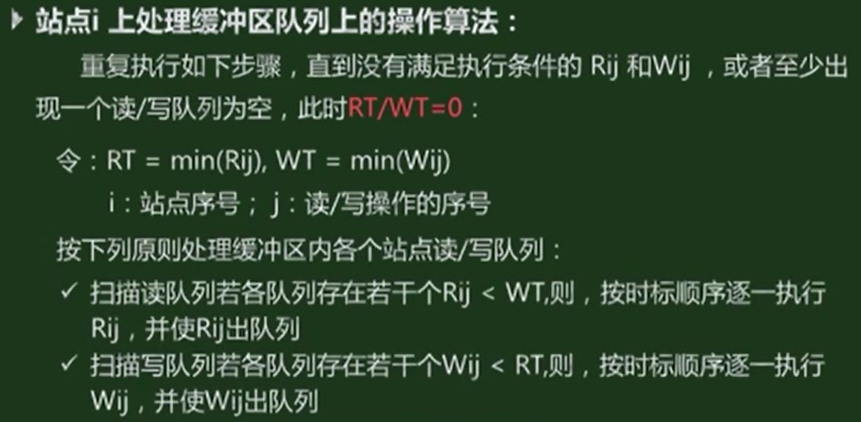 站点i 上处理缓冲区队列上的操作算法：
重复执行如下步骤，直到没有满足执行条件的 Rij 和Wij ，或者至少出
现一个读/写队列为空，此时RT/WT=0：
令：RT = min(Rij), WT = min(Wij)
i：站点序号； j：读/写操作的序号
按下列原则处理缓冲区内各个站点读/写队列：
✓ 扫描读队列若各队列存在若干个Rij < WT,则，按时标顺序逐一执行
Rij，并使Rij出队列
✓ 扫描写队列若各队列存在若干个Wij < RT,则，按时标顺序逐一执行
Wij，并使Wij出队列